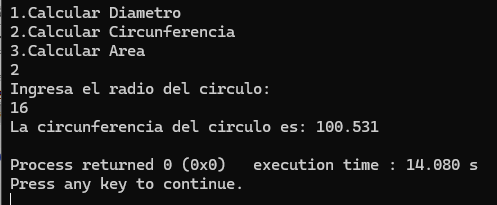 1.Calcular Diametro
2.Calcular Circunferencia
3.Calcular Area
2
Ingresa el radio del circulo:
16
La circunferencia del circulo es: 100.531
Process returned 0 (0x0)   execution time : 14.080 s
Press any key to continue.